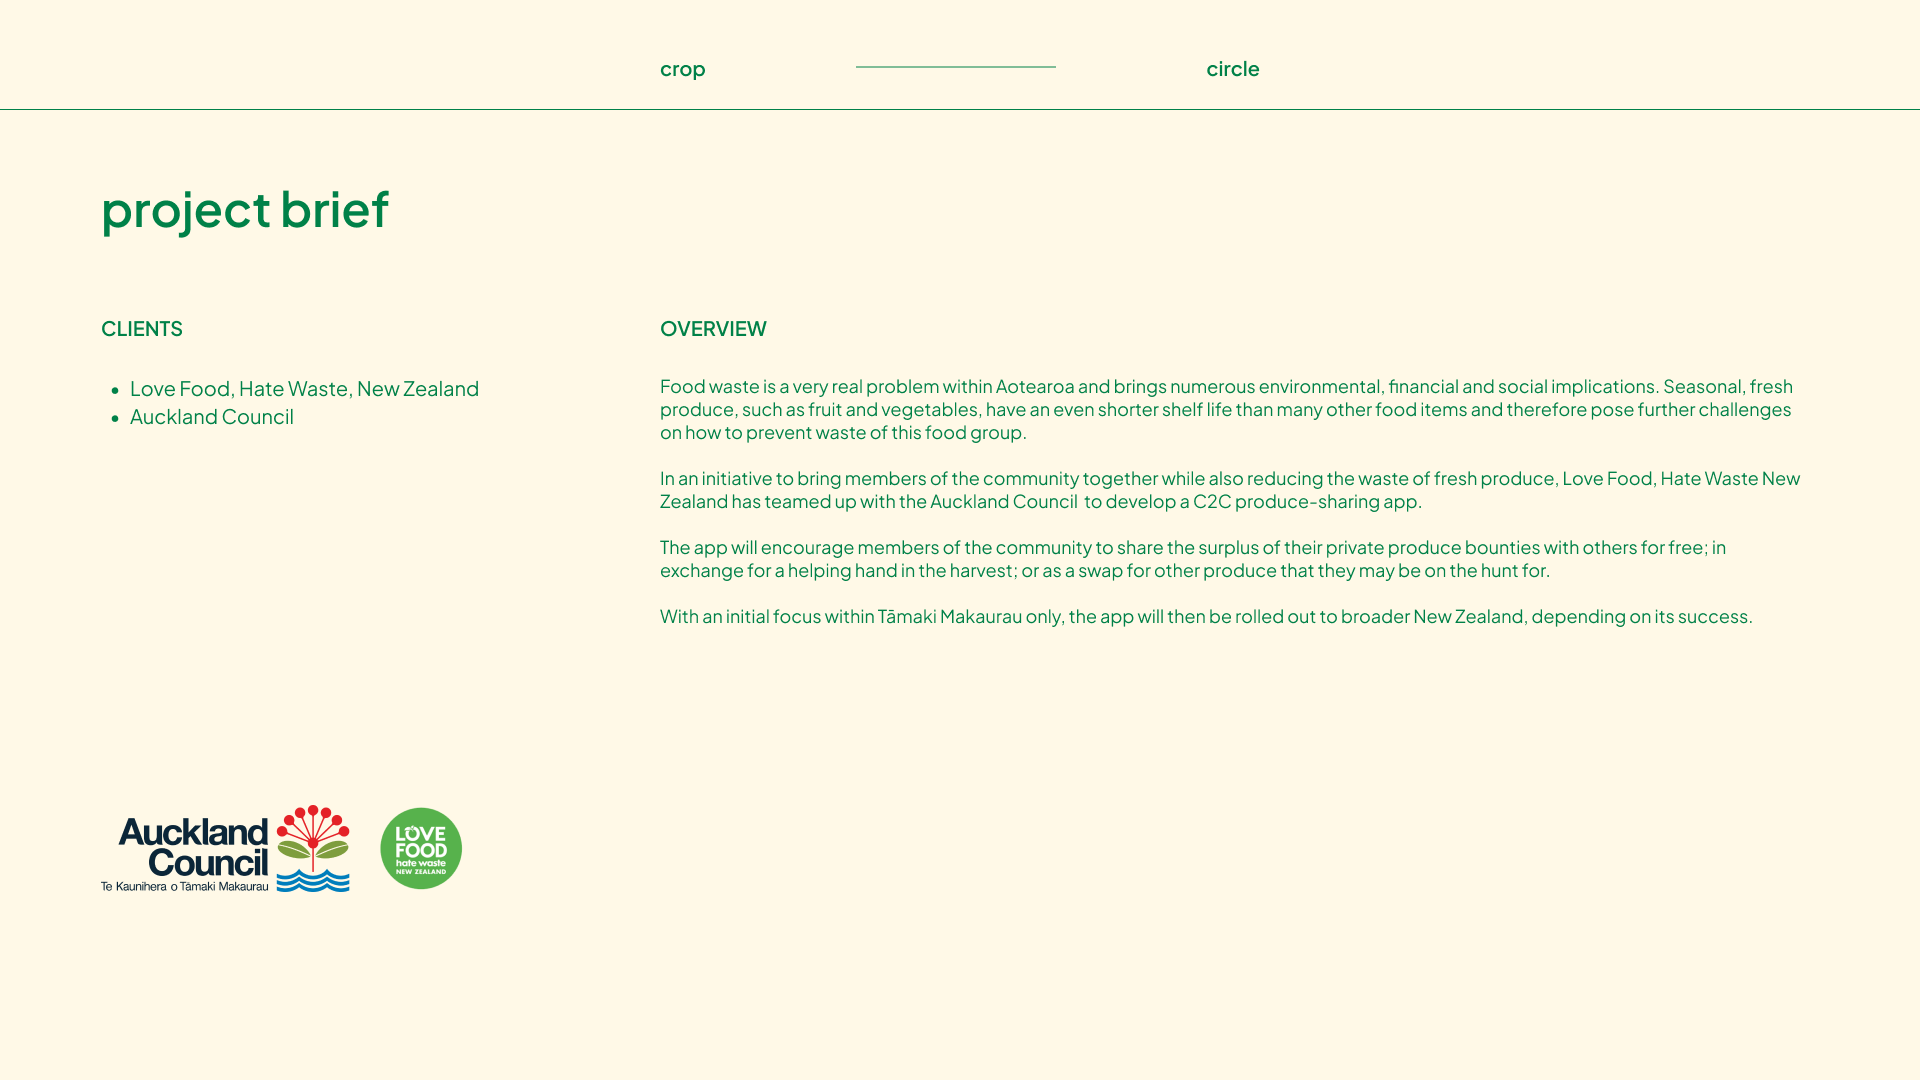 crop
circle
project brief
CLIENTS
• Love Food, Hate Waste, New Zealand
• Auckland Council
OVERVIEW
Food waste is a very real problem within Aotearoa and brings numerous environmental, financial and social implications. Seasonal, fresh
produce, such as fruit and vegetables, have an even shorter shelf life than many other food items and therefore pose further challenges
on how to prevent waste of this food group.
In an initiative to bring members of the community together while also reducing the waste of fresh produce, Love Food, Hate Waste New
Zealand has teamed up with the Auckland Council to develop a C2C produce-sharing app.
The app will encourage members of the community to share the surplus of their private produce bounties with others for free; in
exchange for a helping hand in the harvest; or as a swap for other produce that they may be on the hunt for.
With an initial focus within Tāmaki Makaurau only, the app will then be rolled out to broader New Zealand, depending on its success.
Auckland
Council
Te Kaunihera o Tāmaki Makaurau
LOVE
FOOD
hate waste
NEW ZEALAND